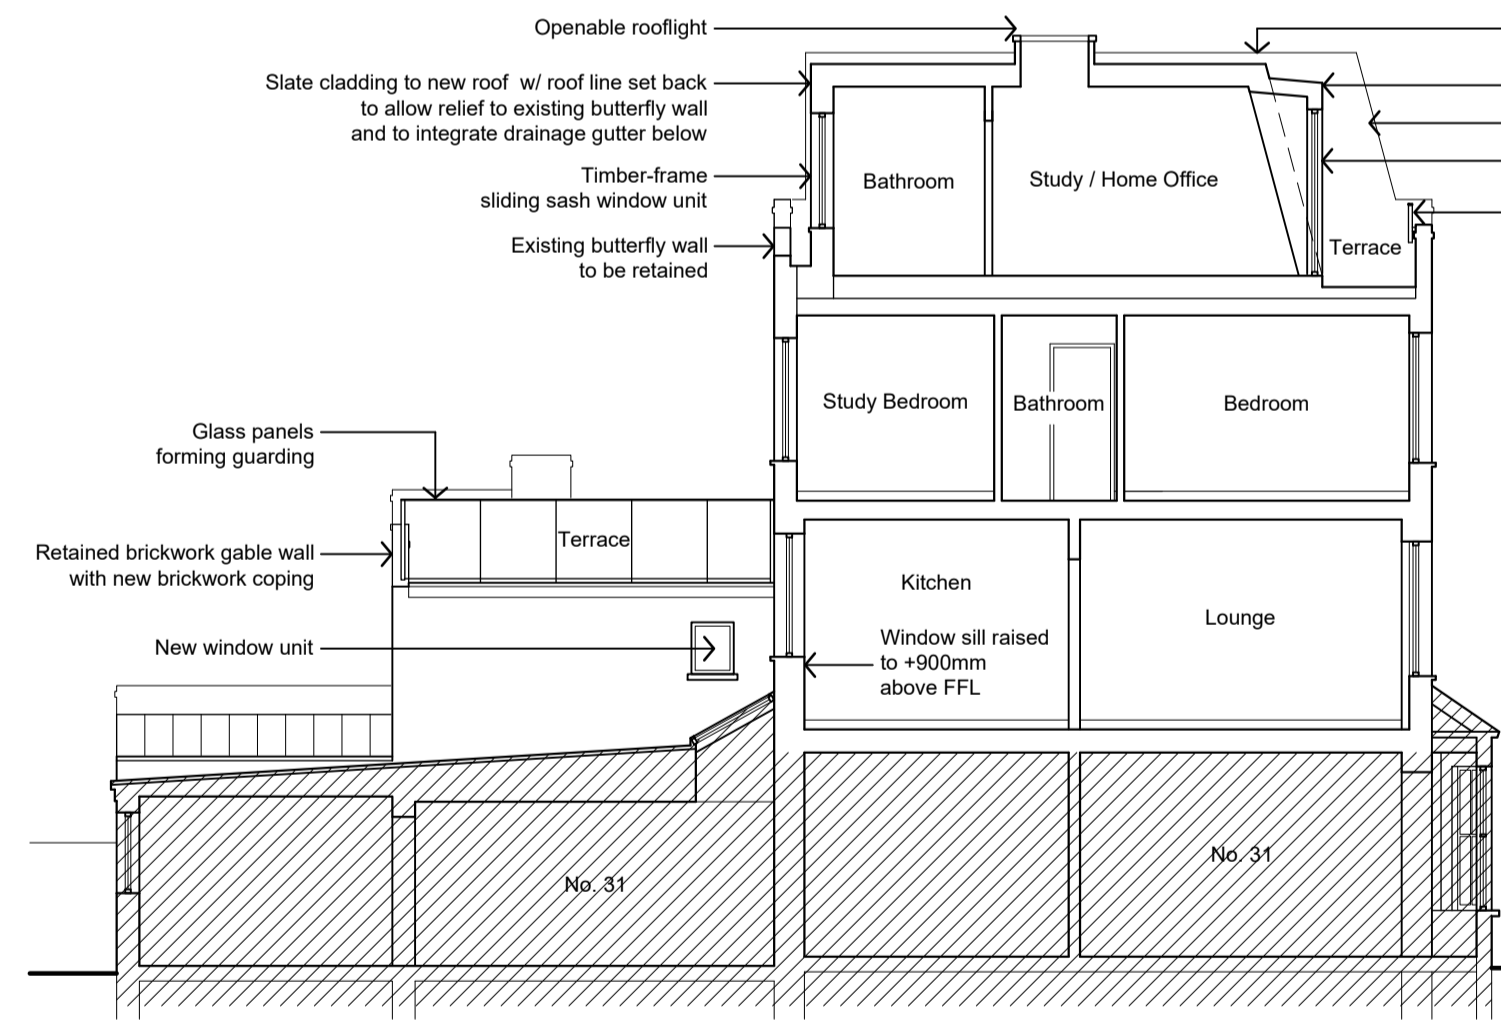 Openable rooflight
Slate cladding to new roof w/ roof line set back
to allow relief to existing butterfly wall
and to integrate drainage gutter below
Timber-frame
sliding sash window unit
Existing butterfly wall
to be retained
Bathroom
Study / Home Office
Terrace
Study Bedroom
Bathroom
Bedroom
Glass panels
forming guarding
Terrace
Retained brickwork gable wall
with new brickwork coping
New window unit
Kitchen
Window sill raised
to +900mm
above FFL
Lounge
No. 31
No. 31